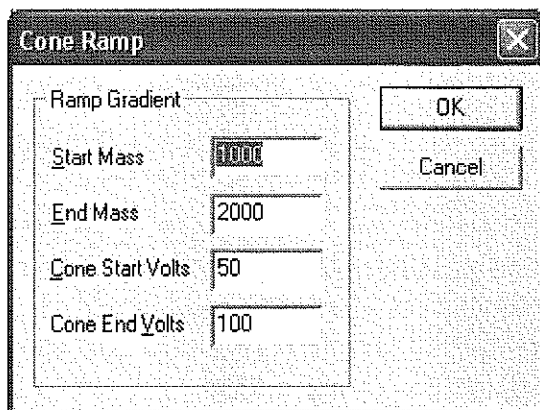 Cone Ramp
Ramp Gradient
OK
Start Mass 1000
Cancel
End Mass 2000
Cone Start Volts 50
Cone End Volts 100